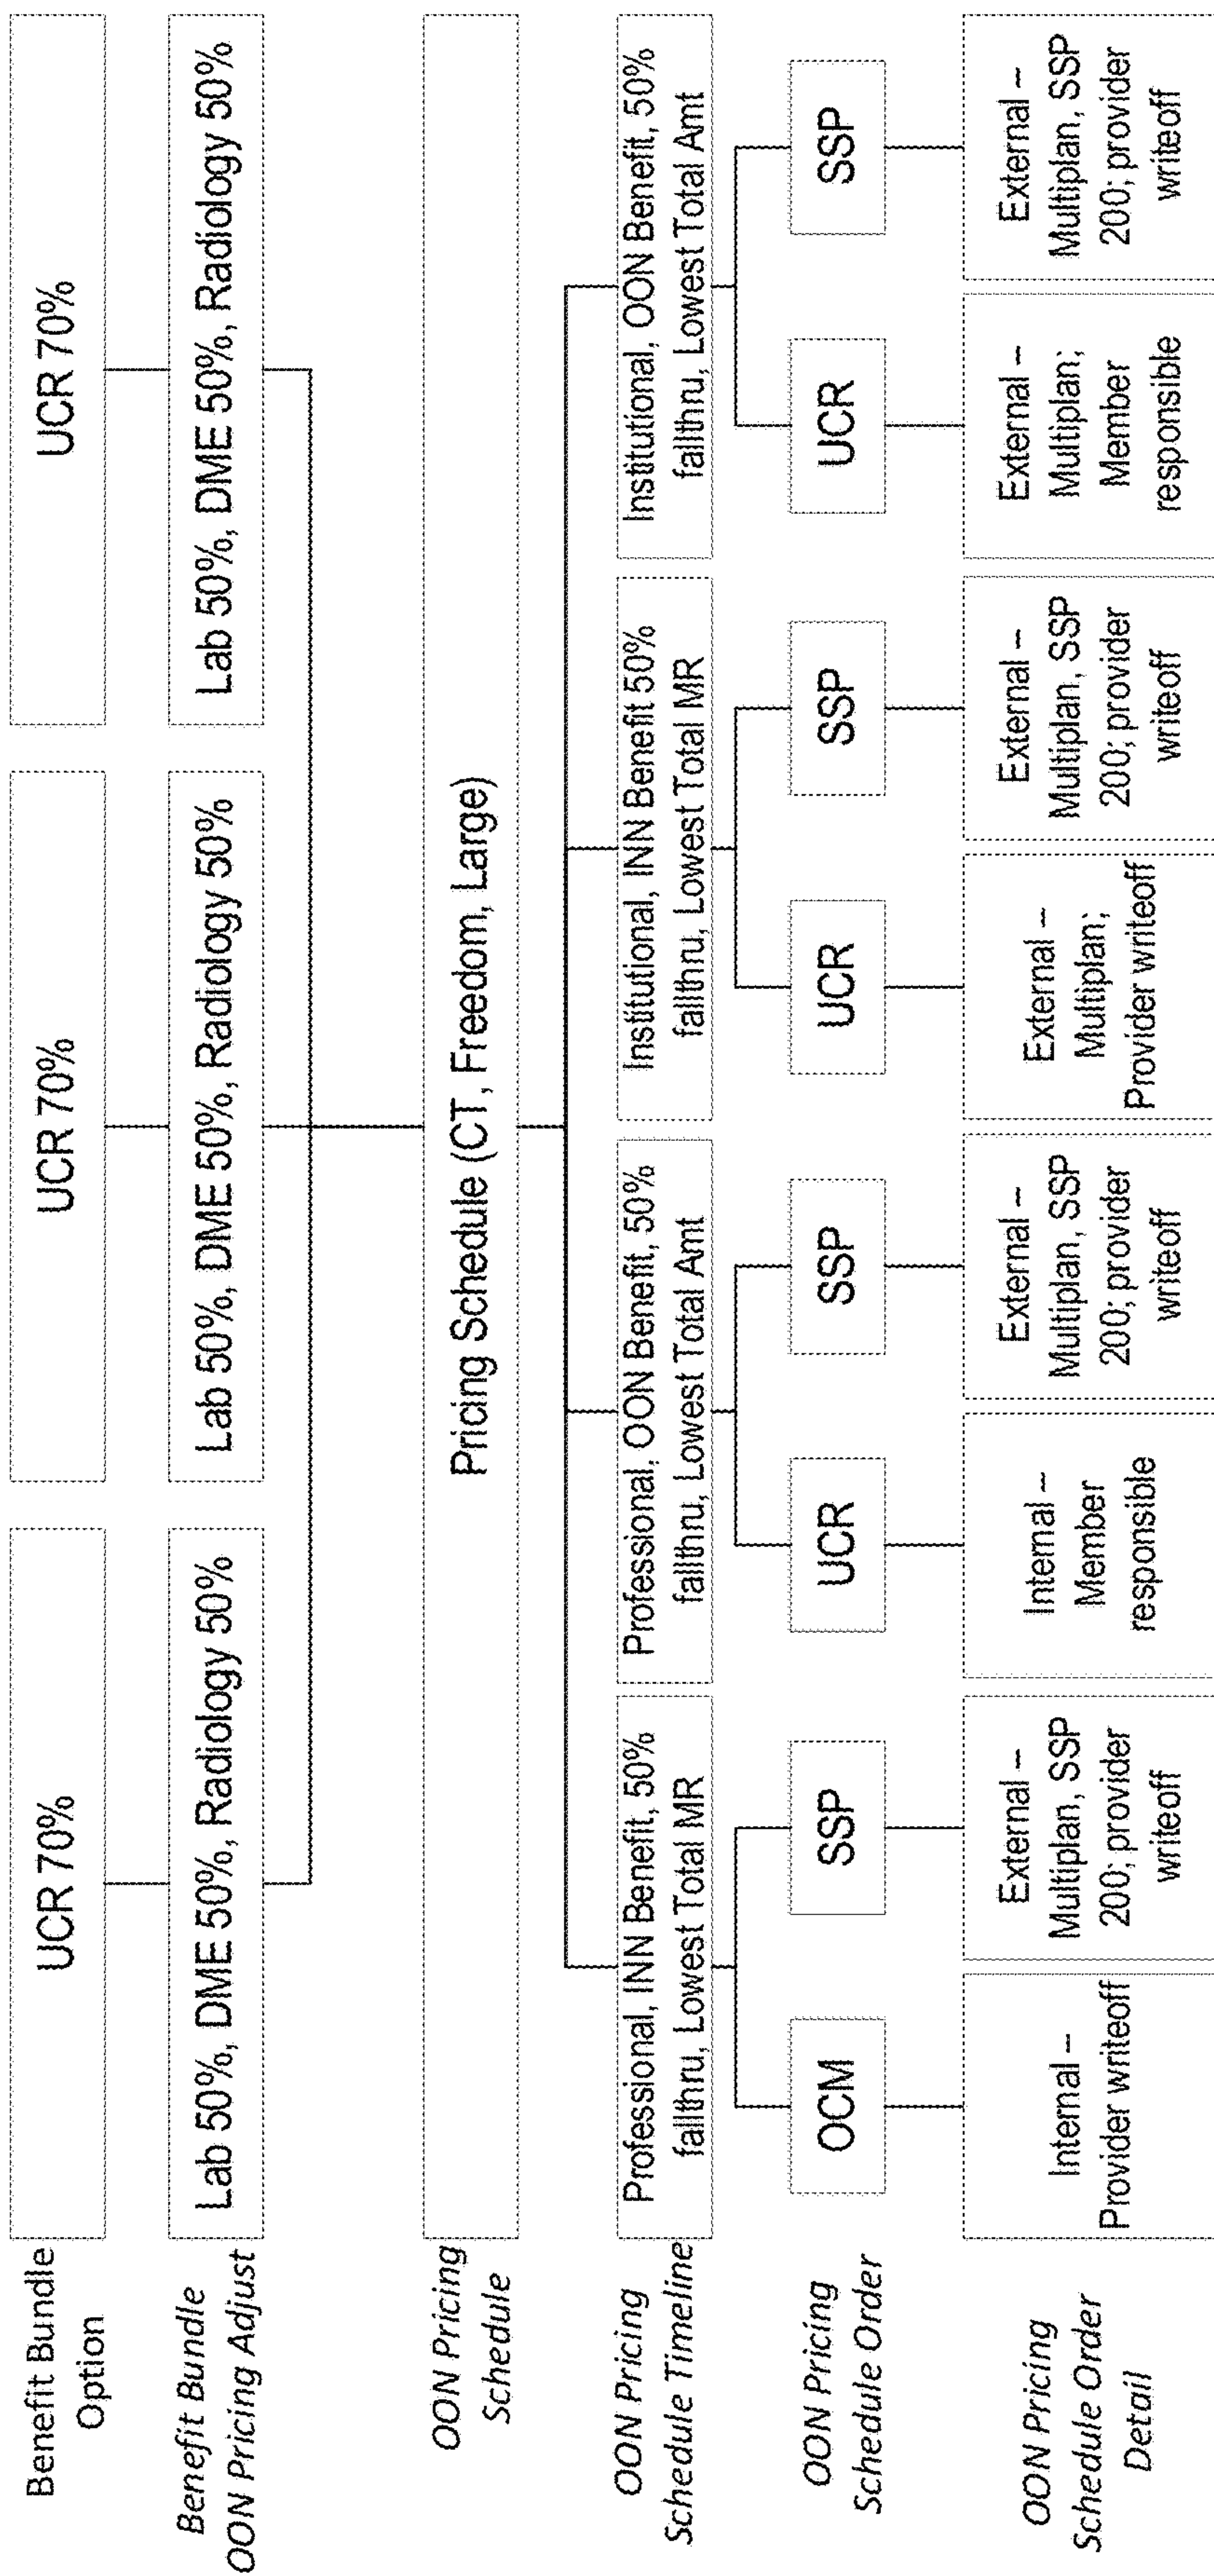 Benefit Bundle
Option
UCR 70%
UCR 70%
UCR 70%
Benefit Bundle
OON Pricing Adjust
Lab 50%, DME 50%, Radiology 50%
Lab 50%, DME 50%, Radiology 50%
Lab 50%, DME 50%, Radiology 50%
OON Pricing
Schedule
Pricing Schedule (CT, Freedom, Large)
OON Pricing
Schedule Timeline
Professional, INN Benefit, 50%
fallthru, Lowest Total MR
Professional, OON Benefit, 50%
fallthru, Lowest Total Amt
Institutional, INN Benefit 50%
fallthru, Lowest Total MR
Institutional, OON Benefit, 50%
fallthru, Lowest Total Amt
OON Pricing
Schedule Order
OCM
SSP
UCR
SSP
UCR
SSP
UCR
SSP
OON Pricing
Schedule Order
Detail
Internal –
Provider writeoff
External –
Multiplan, SSP
200; provider
writeoff
Internal –
Member
responsible
External –
Multiplan, SSP
200; provider
writeoff
External –
Multiplan;
Provider writeoff
External –
Multiplan, SSP
200; provider
writeoff
External –
Multiplan;
Member
responsible
External –
Multiplan, SSP
200; provider
writeoff